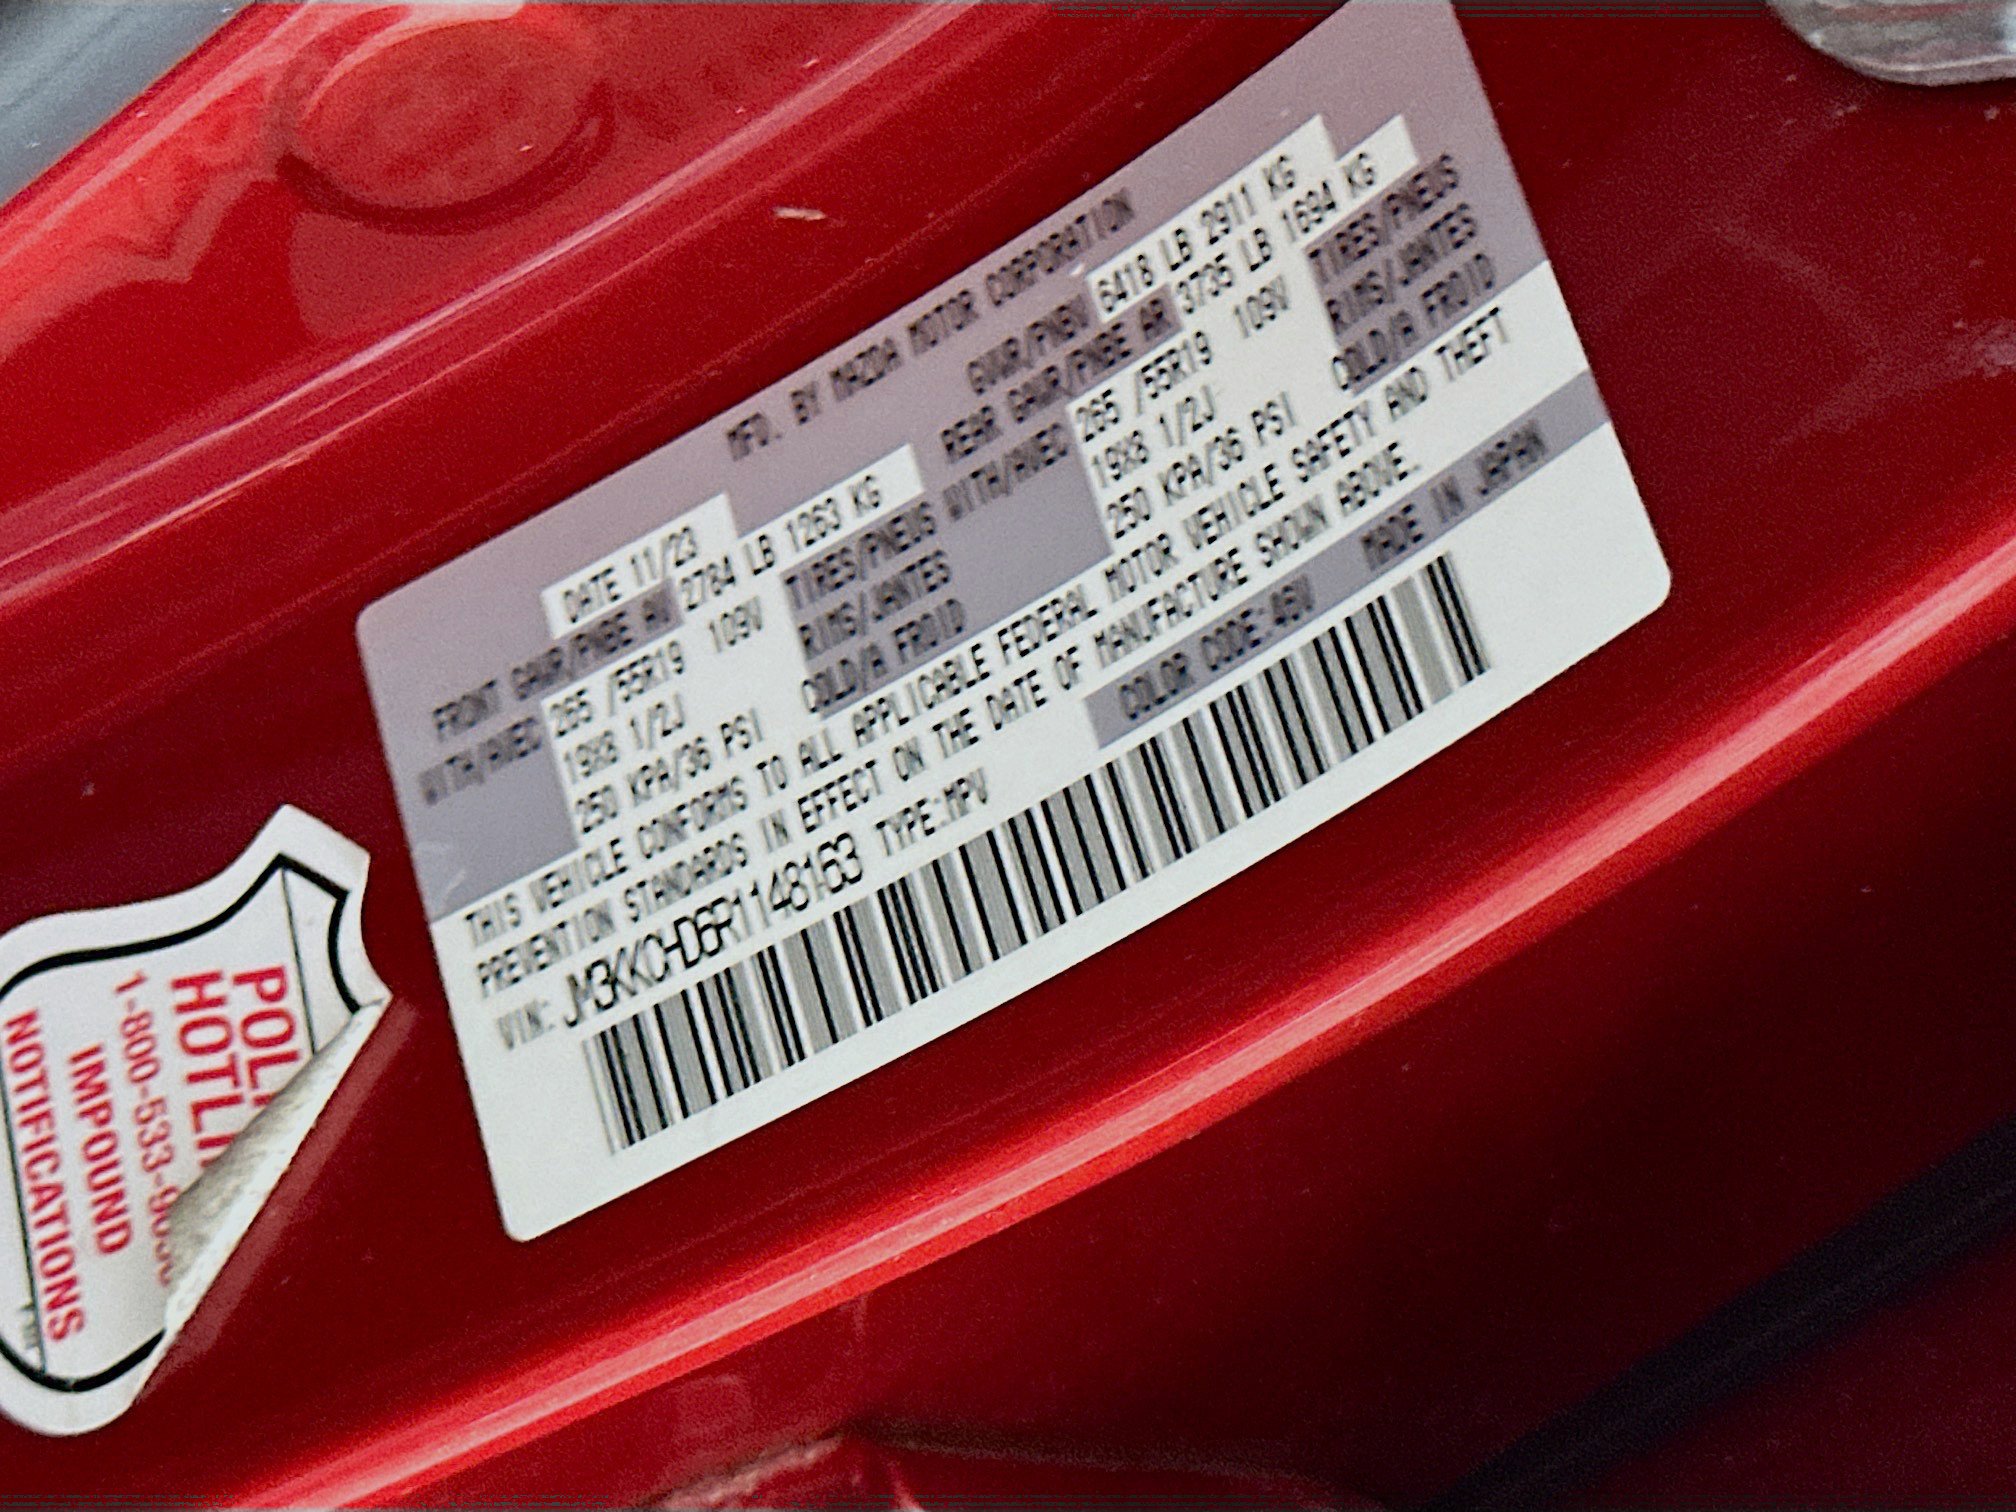 MFD. BY MAZDA MOTOR CORPORATION
DATE 11/23 GVWR/PNBV 6418 LB 2911 KG
FRONT GAWR/PNBE AV 2784 LB 1263 KG REAR GAWR/PNBE AR 3735 LB 1694 KG
WITH/AVEC 265 /55R19 109V TIRES/PNEUS WITH/AVEC 265 /55R19 109V TIRES/PNEUS
19X8 1/2J RIMS/JANTES 19X8 1/2J RIMS/JANTES
250 KPA/36 PSI COLD/A FROID 250 KPA/36 PSI COLD/A FROID
THIS VEHICLE CONFORMS TO ALL APPLICABLE FEDERAL MOTOR VEHICLE SAFETY AND THEFT
PREVENTION STANDARDS IN EFFECT ON THE DATE OF MANUFACTURE SHOWN ABOVE.
VIN: JM3KKCHD6R1148163 TYPE:MPV COLOR CODE:46V MADE IN JAPAN
HOTL
1-800-533-9
IMPOUND
NOTIFICATIONS